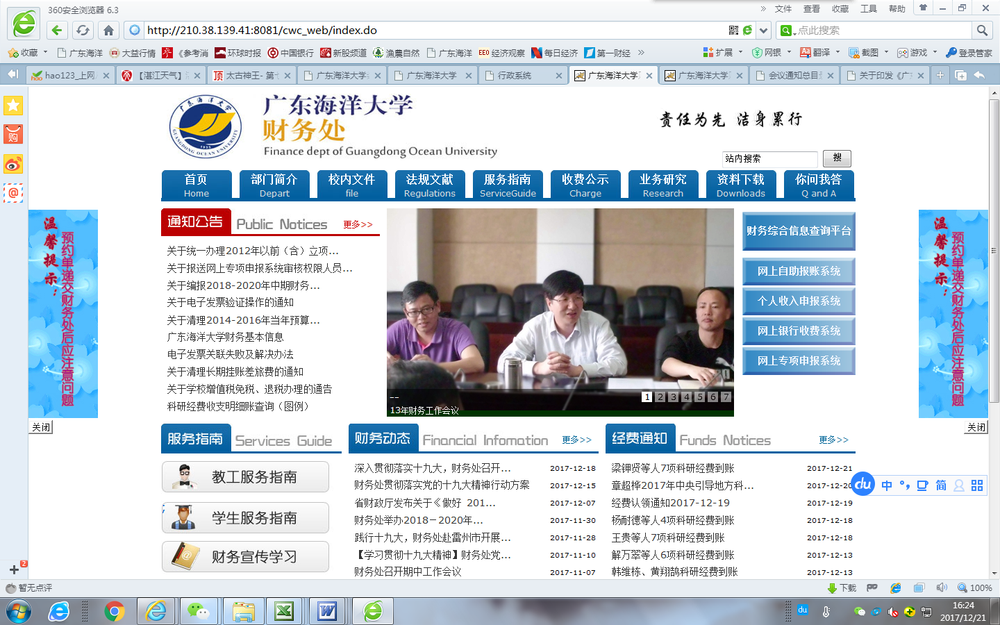 360安全浏览器 6.3
» 文件 查看 收藏 工具 帮助
http://210.38.139.41:8081/cwc_web/index.do
点此搜索
收藏 广东海洋 大益行情 《参考消 环球时报 中国银行 新股频道 渔农自然 广东海洋 EEO 经济观察 每日经济 第一财经 »
扩展 网银 翻译 截图 游戏 登录管家
hao123_上网 【湛江天气】 太古神王- 第七 广东海洋大学 广东海洋大学 行政系统 广东海洋大学 广东海洋大学 会议通知总目录 关于印发《广东
广东海洋大学
财务处
Finance dept of Guangdong Ocean University
责任为先 洁身累行
站内搜索 搜
首页 部门简介 校内文件 法规文献 服务指南 收费公示 业务研究 资料下载 你问我答
Home Depart file Regulations ServiceGuide Charge Research Downloads Q and A
温馨提示：
预约单递交财务处后应注意问题
关闭
通知公告 Public Notices 更多>>
关于统一办理2012年以前（含）立项...
关于报送网上专项申报系统审核权限人员...
关于编报2018-2020年中期财务...
关于电子发票验证操作的通知
关于清理2014-2016年当年预算...
广东海洋大学财务基本信息
电子发票关联失败及解决办法
关于清理长期挂账差旅费的通知
关于学校增值税免税、退税办理的通告
科研经费收支明细账查询（图例）
--
1 2 3 4 5 6 7
13年财务工作会议
财务综合信息查询平台
网上自助报账系统
个人收入申报系统
网上银行收费系统
网上专项申报系统
温馨提示：
预约单递交财务处后应注意问题
关闭
服务指南 Services Guide
教工服务指南
学生服务指南
财务宣传学习
财务动态 Financial Infomation 更多>>
深入贯彻落实十九大，财务处召开... 2017-12-18
财务处贯彻落实党的十九大精神行动方案 2017-12-15
省财政厅发布关于《做好 201... 2017-12-07
财务处举办2018－2020年... 2017-11-30
践行十九大，财务处赴雷州市开展... 2017-11-28
【学习贯彻十九大精神】财务处党... 2017-11-10
财务处召开期中工作会议 2017-11-07
经费通知 Funds Notices 更多>>
梁钾贤等人7项科研经费到账 2017-12-21
章超桦2017年中央引导地方科... 2017-12-20
经费认领通知2017-12-19 2017-12-19
杨耐德等人4项科研经费到账 2017-12-18
王贵等人7项科研经费到账 2017-12-18
解万翠等人6项科研经费到账 2017-12-13
韩维栋、黄翔鹄科研经费到账 2017-12-13
du 中 简
2
暂无点评
下载 100%
du
16:24
2017/12/21